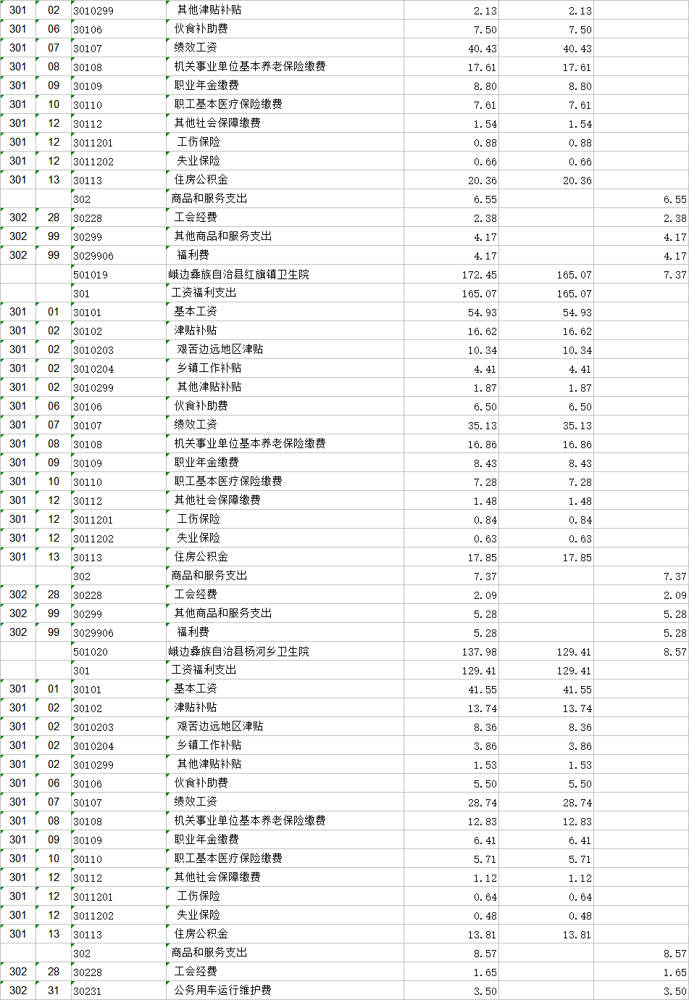 301 02 3010299 其他津贴补贴 2.13 2.13
301 06 30106 伙食补助费 7.50 7.50
301 07 30107 绩效工资 40.43 40.43
301 08 30108 机关事业单位基本养老保险缴费 17.61 17.61
301 09 30109 职业年金缴费 8.80 8.80
301 10 30110 职工基本医疗保险缴费 7.61 7.61
301 12 30112 其他社会保障缴费 1.54 1.54
301 12 3011201 工伤保险 0.88 0.88
301 12 3011202 失业保险 0.66 0.66
301 13 30113 住房公积金 20.36 20.36
302 商品和服务支出 6.55 6.55
302 28 30228 工会经费 2.38 2.38
302 99 30299 其他商品和服务支出 4.17 4.17
302 99 3029906 福利费 4.17 4.17
501019 峨边彝族自治县红旗镇卫生院 172.45 165.07 7.37
301 工资福利支出 165.07 165.07
301 01 30101 基本工资 54.93 54.93
301 02 30102 津贴补贴 16.62 16.62
301 02 3010203 艰苦边远地区津贴 10.34 10.34
301 02 3010204 乡镇工作补贴 4.41 4.41
301 02 3010299 其他津贴补贴 1.87 1.87
301 06 30106 伙食补助费 6.50 6.50
301 07 30107 绩效工资 35.13 35.13
301 08 30108 机关事业单位基本养老保险缴费 16.86 16.86
301 09 30109 职业年金缴费 8.43 8.43
301 10 30110 职工基本医疗保险缴费 7.28 7.28
301 12 30112 其他社会保障缴费 1.48 1.48
301 12 3011201 工伤保险 0.84 0.84
301 12 3011202 失业保险 0.63 0.63
301 13 30113 住房公积金 17.85 17.85
302 商品和服务支出 7.37 7.37
302 28 30228 工会经费 2.09 2.09
302 99 30299 其他商品和服务支出 5.28 5.28
302 99 3029906 福利费 5.28 5.28
501020 峨边彝族自治县杨河乡卫生院 137.98 129.41 8.57
301 工资福利支出 129.41 129.41
301 01 30101 基本工资 41.55 41.55
301 02 30102 津贴补贴 13.74 13.74
301 02 3010203 艰苦边远地区津贴 8.36 8.36
301 02 3010204 乡镇工作补贴 3.86 3.86
301 02 3010299 其他津贴补贴 1.53 1.53
301 06 30106 伙食补助费 5.50 5.50
301 07 30107 绩效工资 28.74 28.74
301 08 30108 机关事业单位基本养老保险缴费 12.83 12.83
301 09 30109 职业年金缴费 6.41 6.41
301 10 30110 职工基本医疗保险缴费 5.71 5.71
301 12 30112 其他社会保障缴费 1.12 1.12
301 12 3011201 工伤保险 0.64 0.64
301 12 3011202 失业保险 0.48 0.48
301 13 30113 住房公积金 13.81 13.81
302 商品和服务支出 8.57 8.57
302 28 30228 工会经费 1.65 1.65
302 31 30231 公务用车运行维护费 3.50 3.50